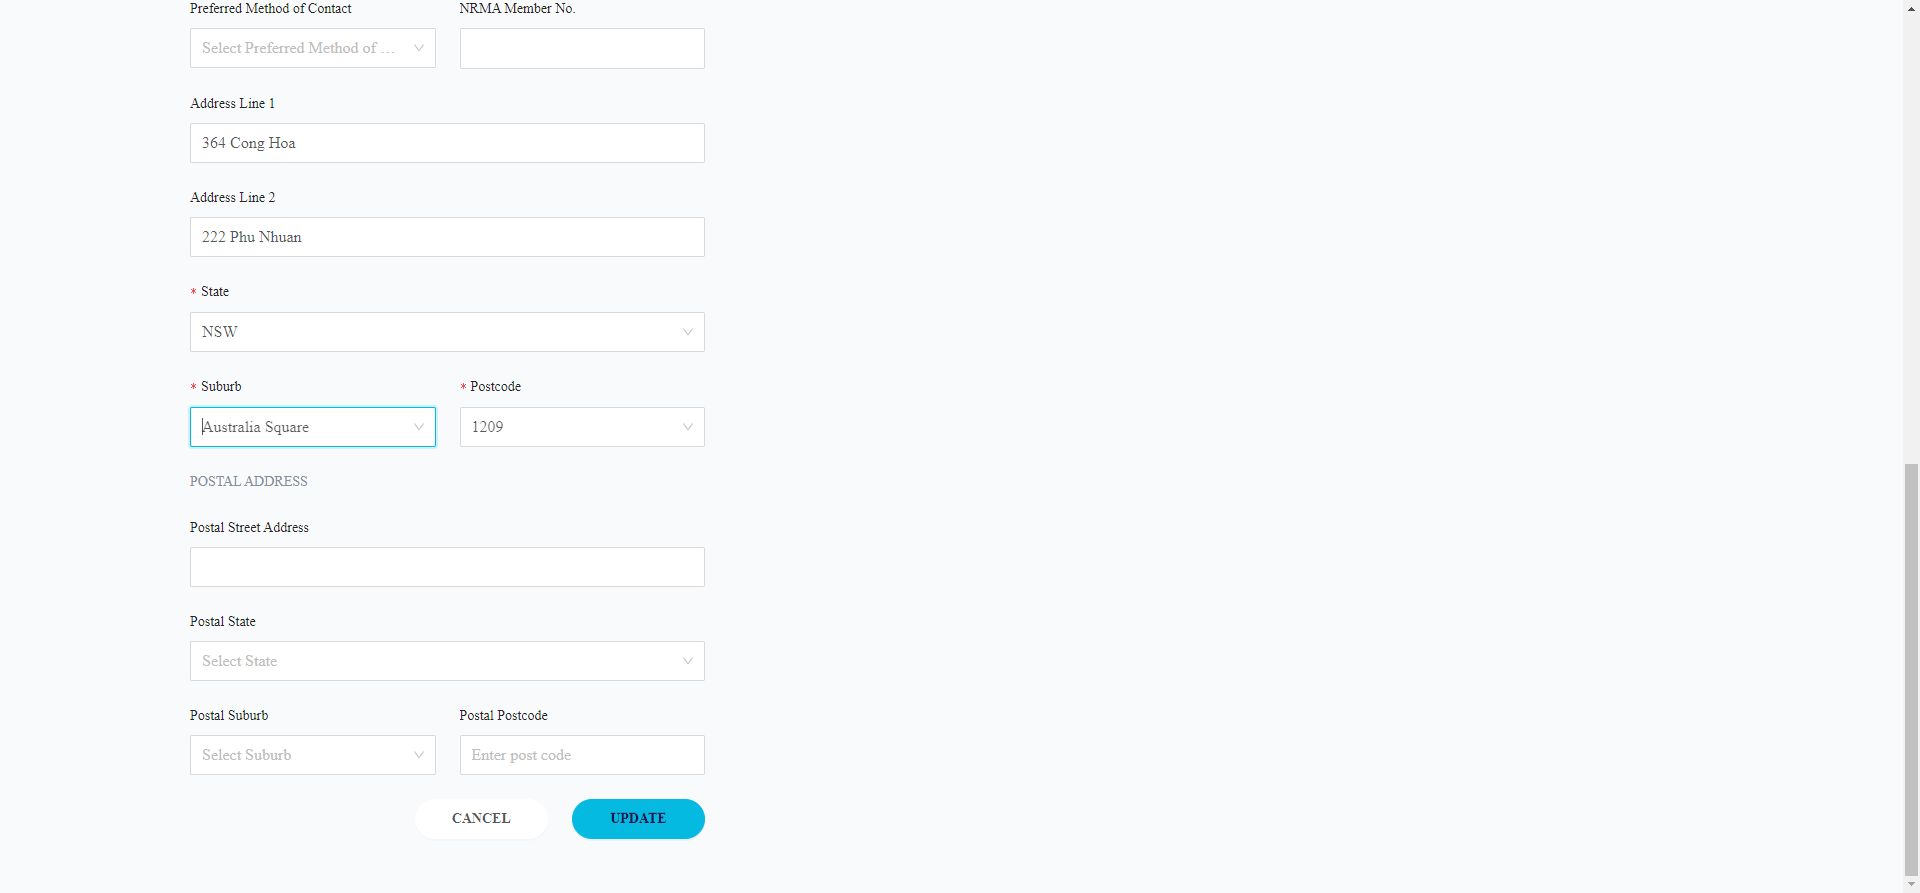 Preferred Method of Contact
NRMA Member No.
Select Preferred Method of ...
Address Line 1
364 Cong Hoa
Address Line 2
222 Phu Nhuan
* State
NSW
* Suburb
* Postcode
Australia Square
1209
POSTAL ADDRESS
Postal Street Address
Postal State
Select State
Postal Suburb
Postal Postcode
Select Suburb
Enter post code
CANCEL
UPDATE